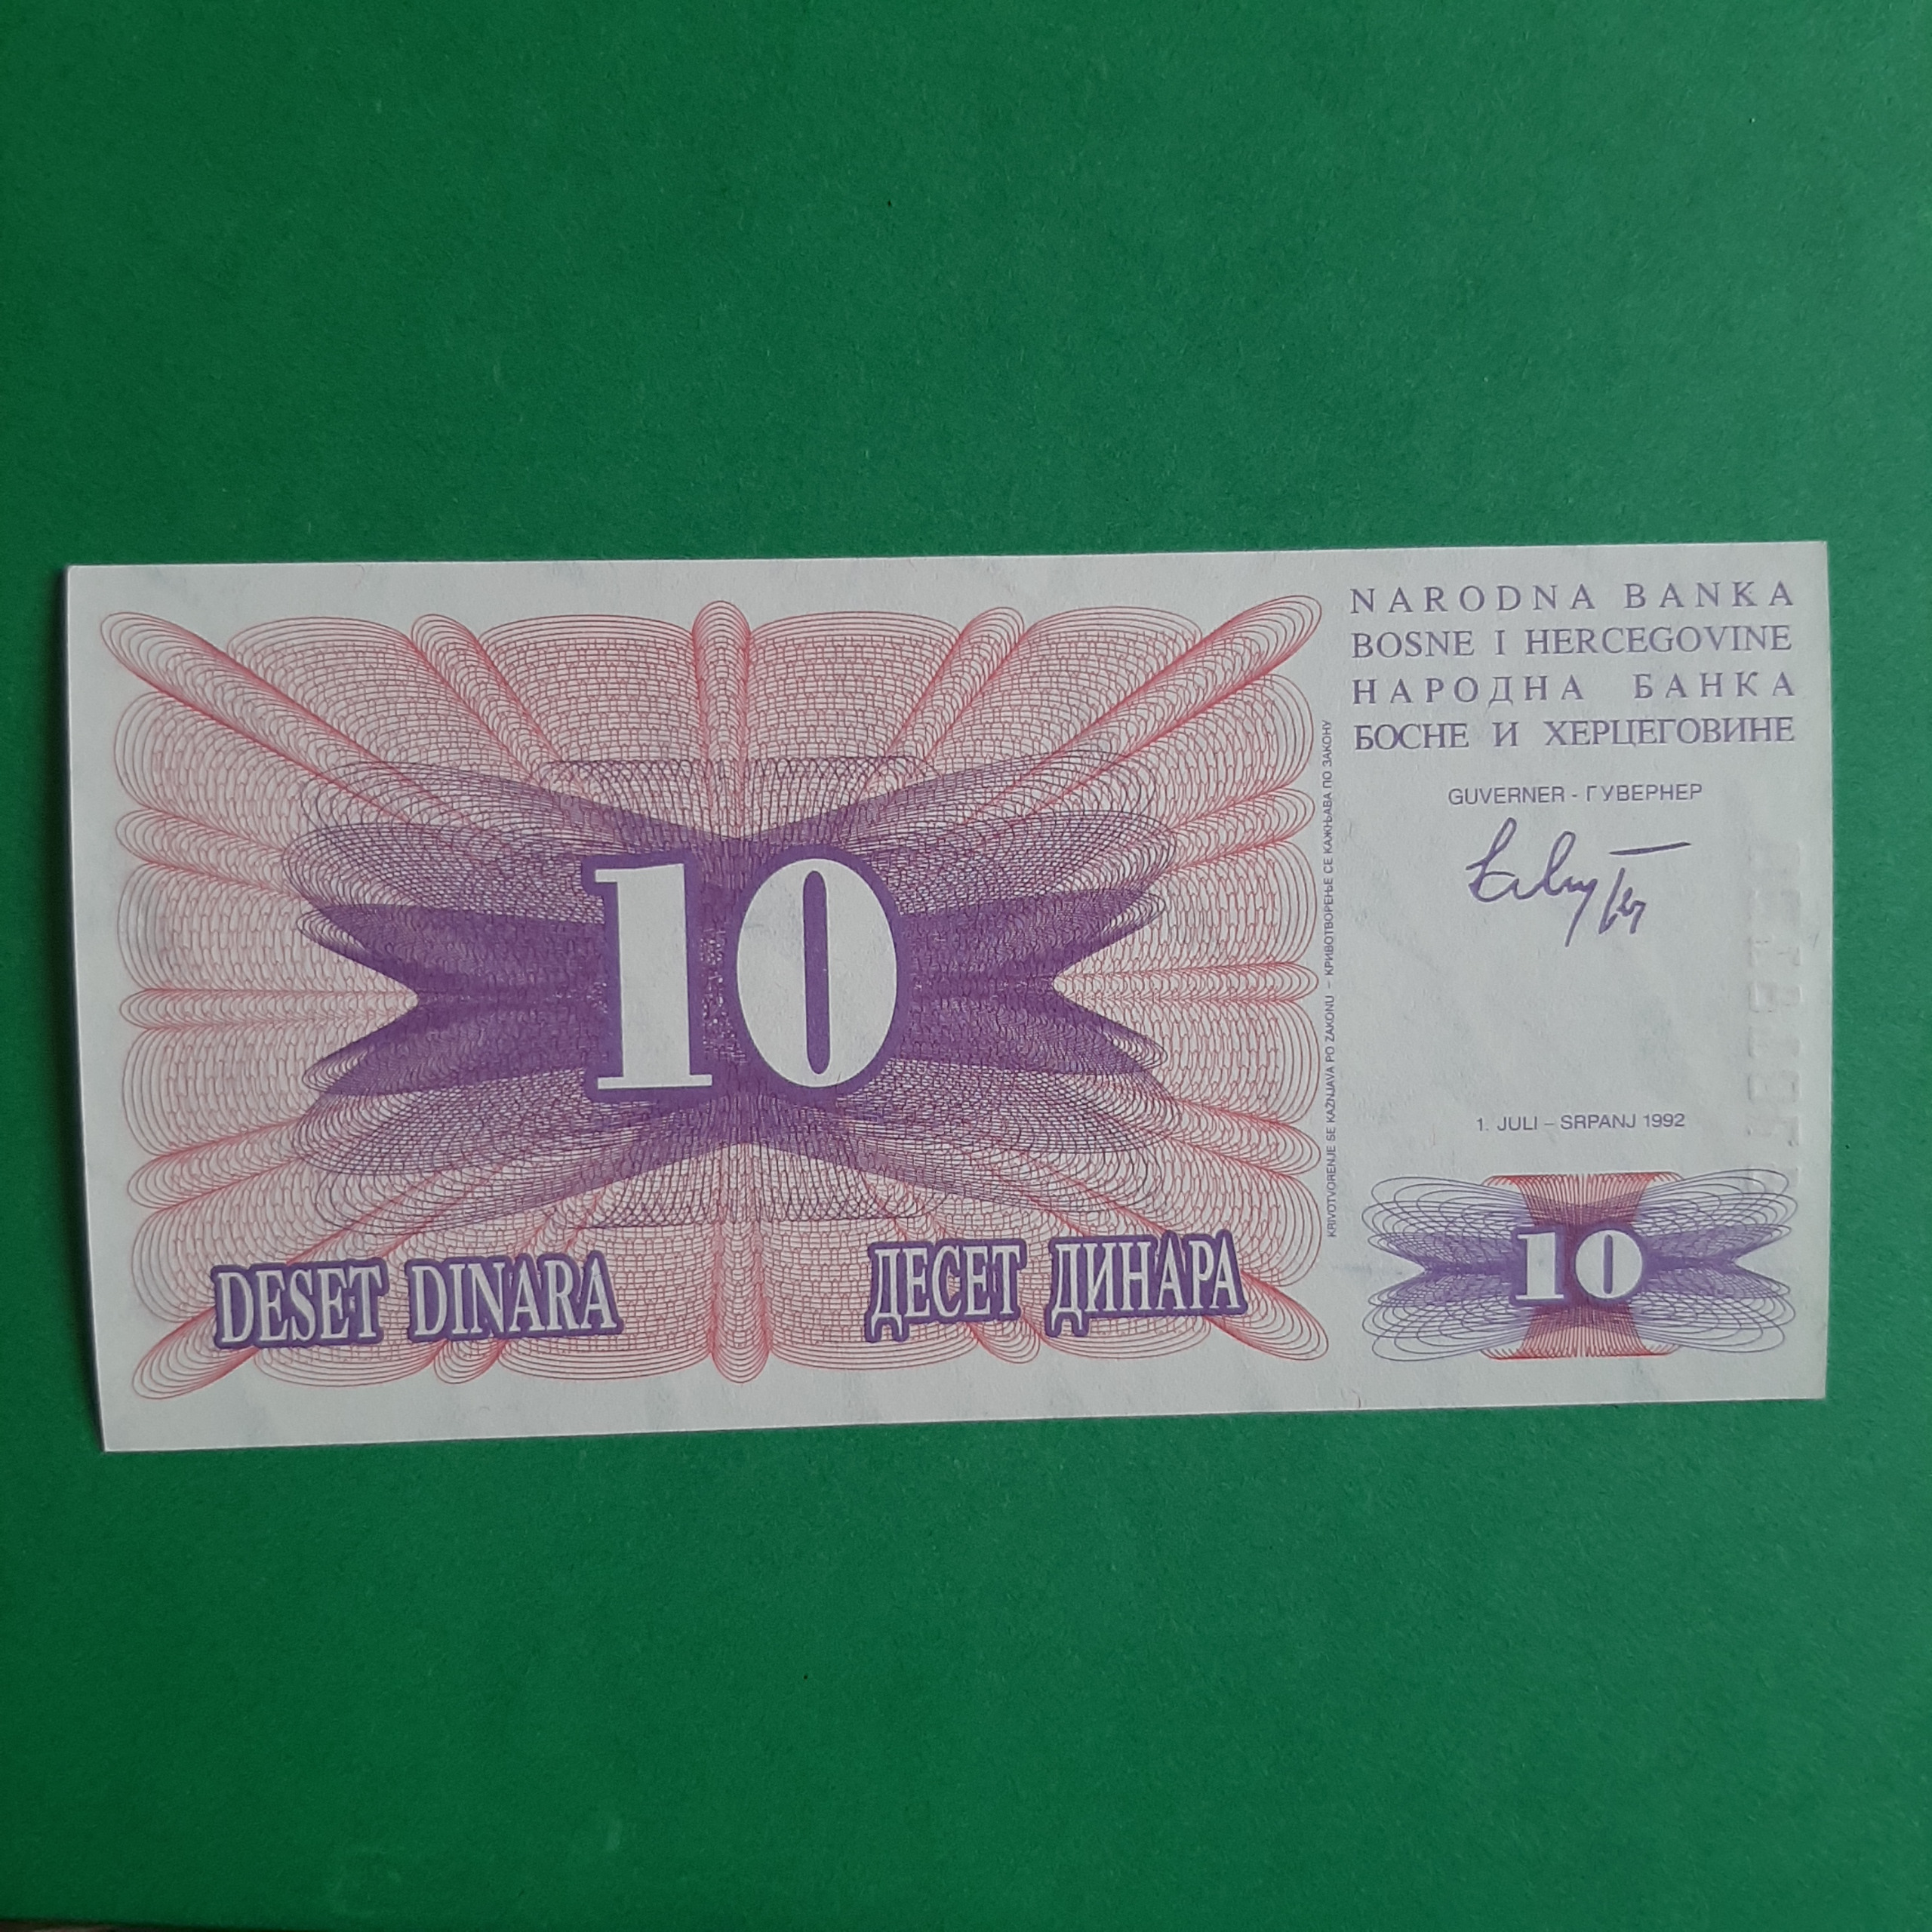 NARODNA BANKA
BOSNE I HERCEGOVINE
НАРОДНА БАНКА
БОСНЕ И ХЕРЦЕГОВИНЕ
GUVERNER - ГУВЕРНЕР
KRIVOTVORENJE SE KAŽNJAVA PO ZAKONU – КРИВОТВОРЕЊЕ СЕ КАЖЊАВА ПО ЗАКОНУ
10
1. JULI – SRPANJ 1992
DESET DINARA ДЕСЕТ ДИНАРА
10